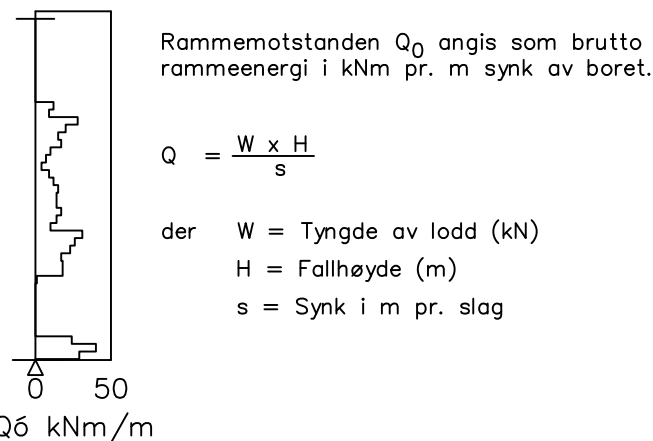 Rammemotstanden Q0 angis som brutto
rammeenergi i kNm pr. m synk av boret.
Q = W x H
s
der W = Tyngde av lodd (kN)
H = Fallhøyde (m)
s = Synk i m pr. slag
0 50
Qó kNm/m